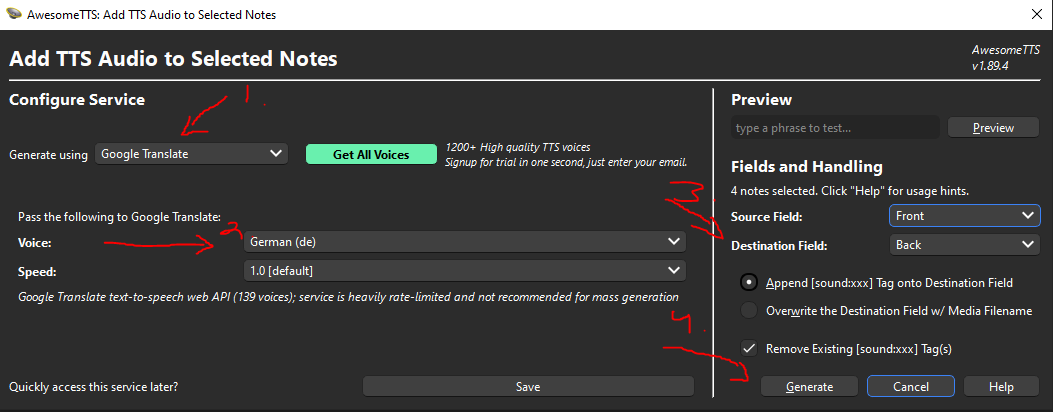 AwesomeTTS: Add TTS Audio to Selected Notes
Add TTS Audio to Selected Notes
AwesomeTTS
v1.89.4
Configure Service
1.
Generate using
Google Translate
Get All Voices
1200+ High quality TTS voices
Signup for trial in one second, just enter your email.
Pass the following to Google Translate:
2
Voice:
German (de)
Speed:
1.0 [default]
Google Translate text-to-speech web API (139 voices); service is heavily rate-limited and not recommended for mass generation
Quickly access this service later?
Save
Preview
type a phrase to test...
Preview
Fields and Handling
4 notes selected. Click "Help" for usage hints.
3.
Source Field:
Front
Destination Field:
Back
Append [sound:xxx] Tag onto Destination Field
Overwrite the Destination Field w/ Media Filename
4.
Remove Existing [sound:xxx] Tag(s)
Generate
Cancel
Help